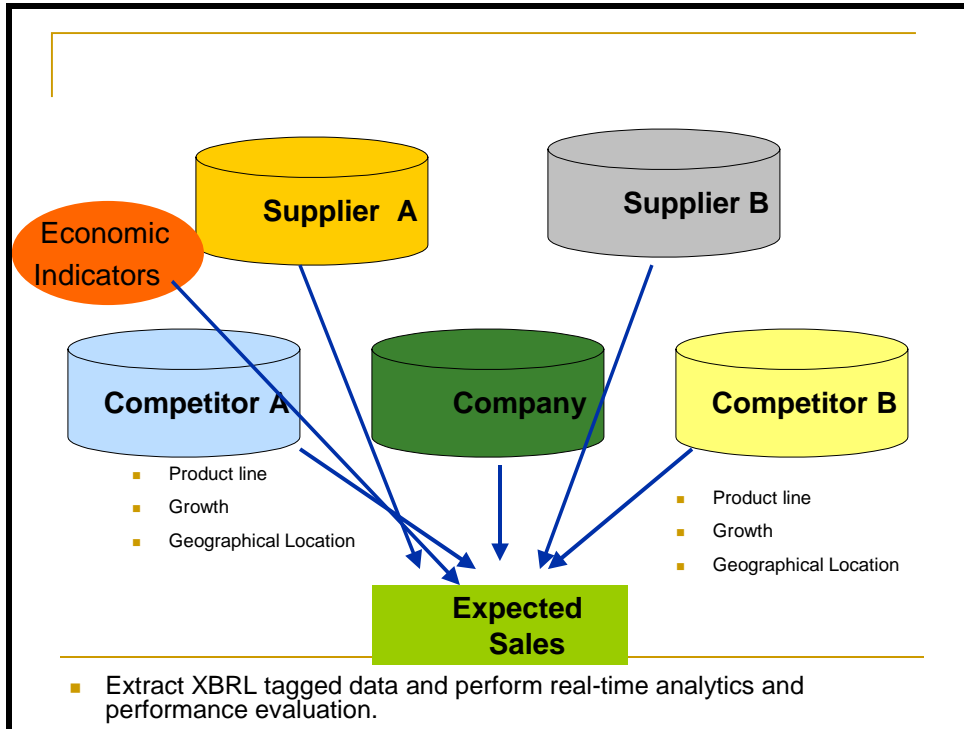 Supplier A
Supplier B
Economic
Indicators
Competitor A
Company
Competitor B
Product line
Growth
Geographical Location
Product line
Growth
Geographical Location
Expected
Sales
Extract XBRL tagged data and perform real-time analytics and
performance evaluation.